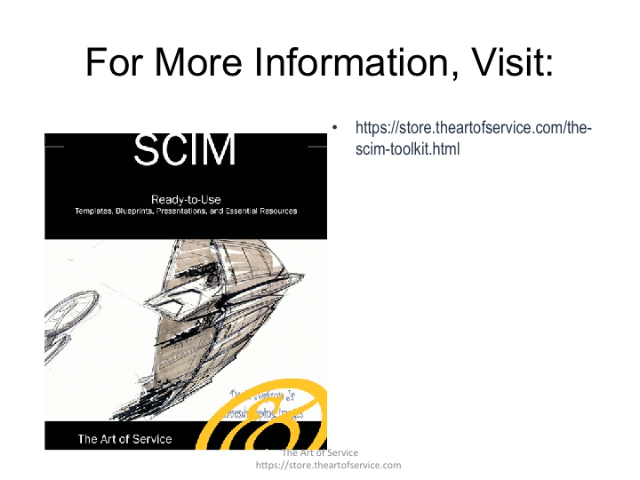 For More Information, Visit:
• https://store.theartofservice.com/the-
scim-toolkit.html
SCIM
Ready-to-Use
Templates, Blueprints, Presentations, and Essential Resources
The Art of Service
The Art of Service
https://store.theartofservice.com